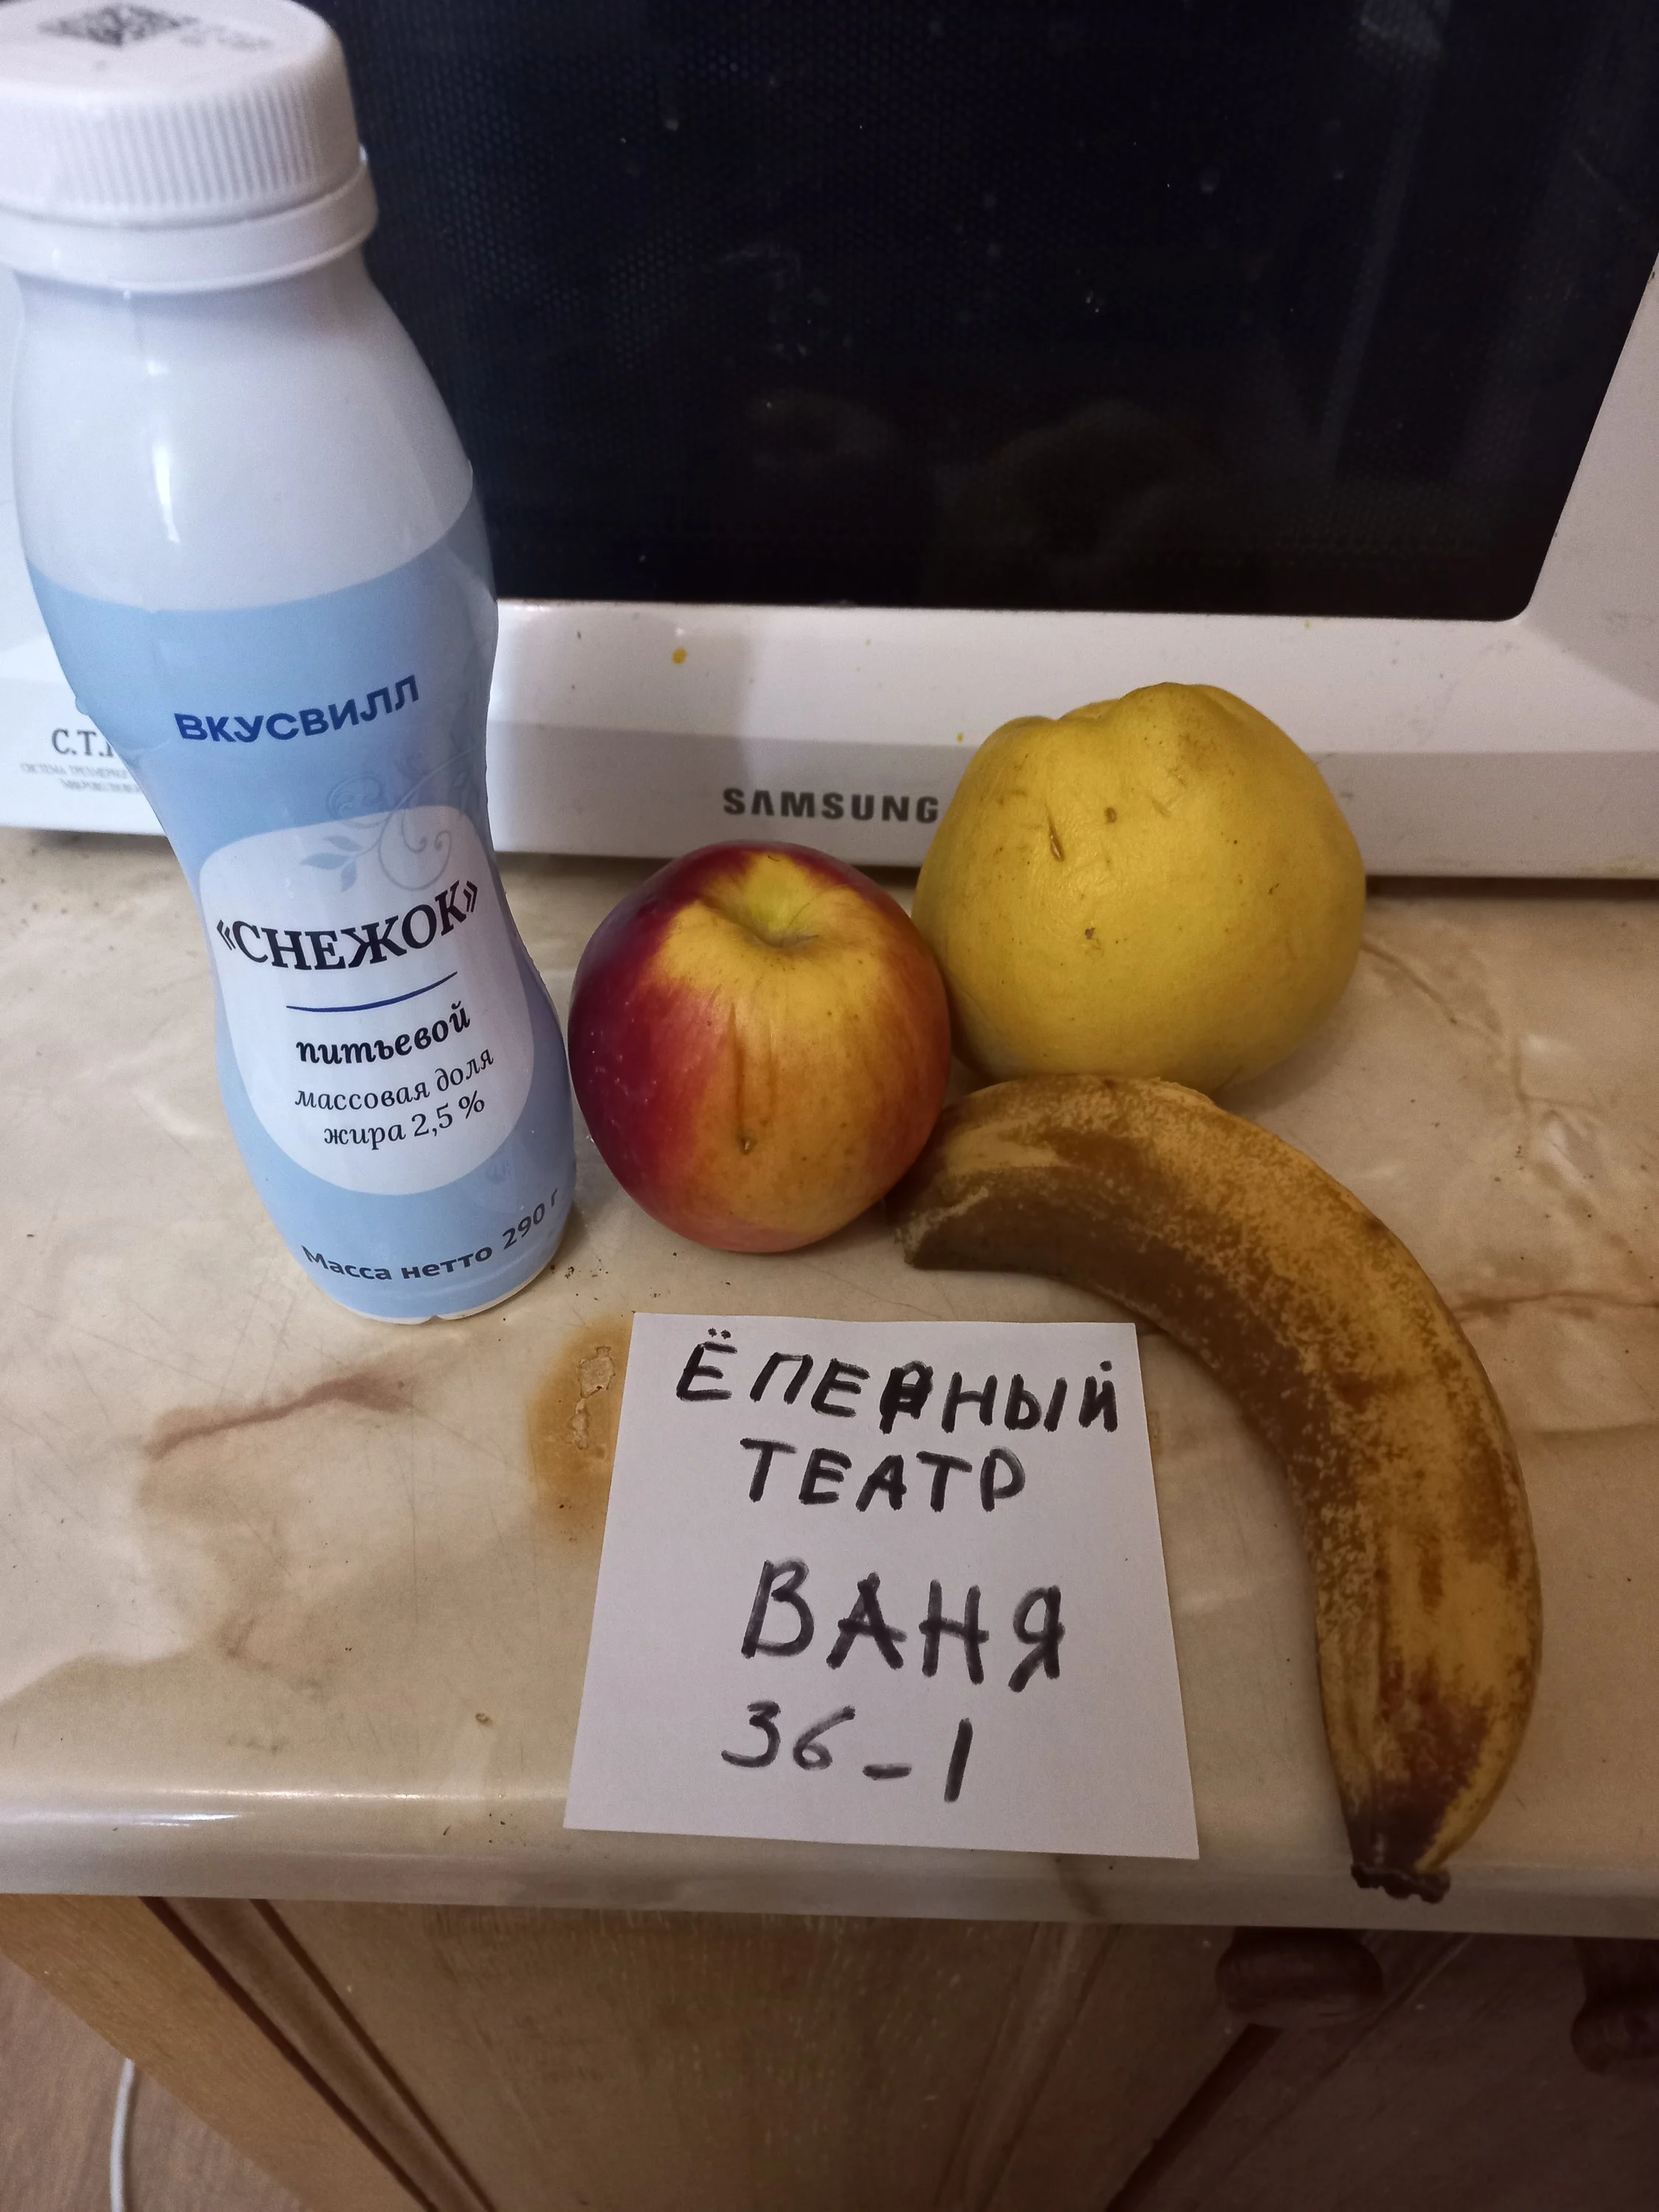 ВКУСВИЛЛ
«СНЕЖОК»
питьевой
массовая доля
жира 2,5 %
Масса нетто 290 г
SAMSUNG
ЁПЕРНЫЙ
ТЕАТР
ВАНЯ
36_1